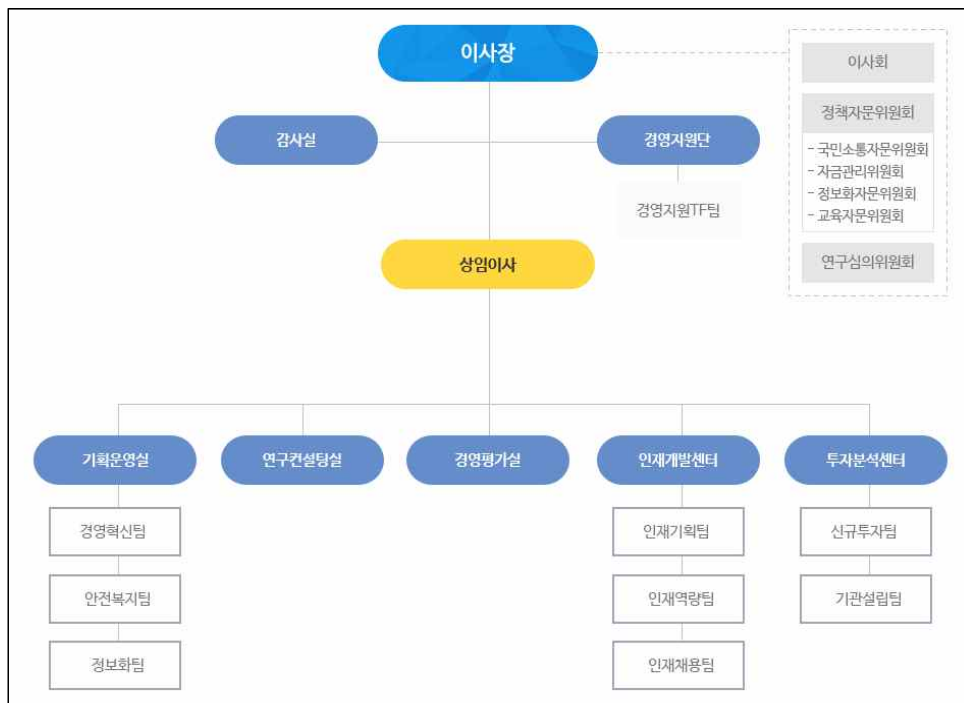 이사장
이사회
정책자문위원회
- 국민소통자문위원회
- 자금관리위원회
- 정보화자문위원회
- 교육자문위원회
연구심의위원회
감사실
경영지원단
경영지원TF팀
상임이사
기획운영실
연구컨설팅실
경영평가실
인재개발센터
투자분석센터
경영혁신팀
인재기획팀
신규투자팀
안전복지팀
인재역량팀
기관설립팀
정보화팀
인재채용팀